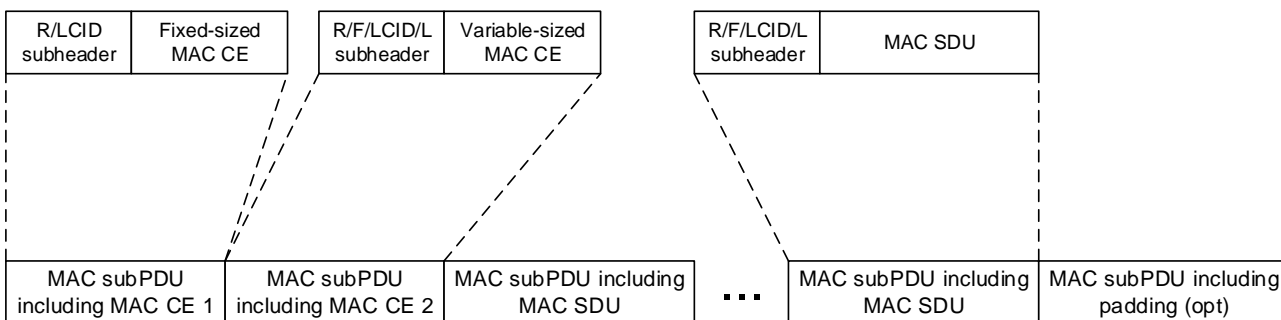 R/LCID
subheader
Fixed-sized
MAC CE
R/F/LCID/L
subheader
Variable-sized
MAC CE
R/F/LCID/L
subheader
MAC SDU
MAC subPDU
including MAC CE 1
MAC subPDU
including MAC CE 2
MAC subPDU including
MAC SDU
...
MAC subPDU including
MAC SDU
MAC subPDU including
padding (opt)